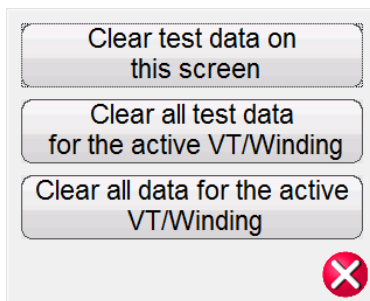 Clear test data on
this screen
Clear all test data
for the active VT/Winding
Clear all data for the active
VT/Winding